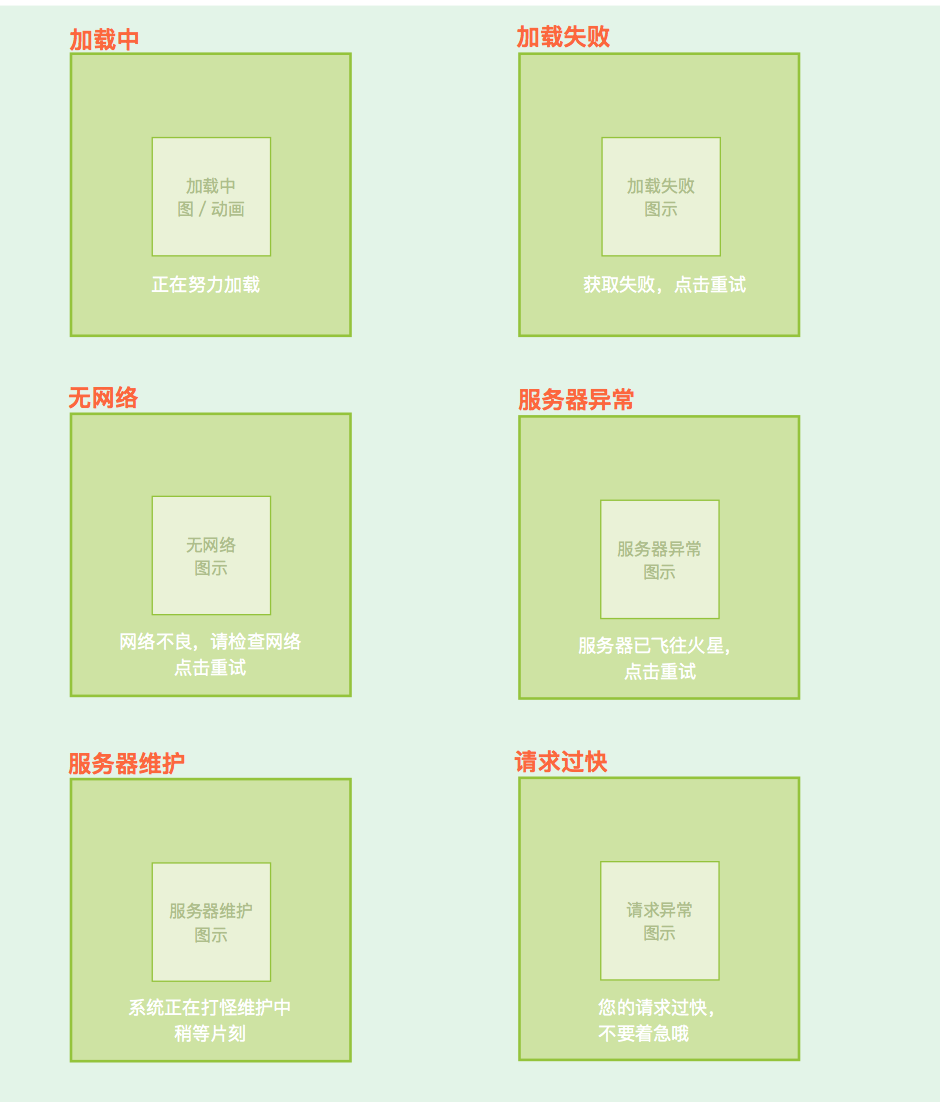 加载中
加载中
图 / 动画
正在努力加载
加载失败
加载失败
图示
获取失败，点击重试
无网络
无网络
图示
网络不良，请检查网络
点击重试
服务器异常
服务器异常
图示
服务器已飞往火星，
点击重试
服务器维护
服务器维护
图示
系统正在打怪维护中
稍等片刻
请求过快
请求异常
图示
您的请求过快，
不要着急哦